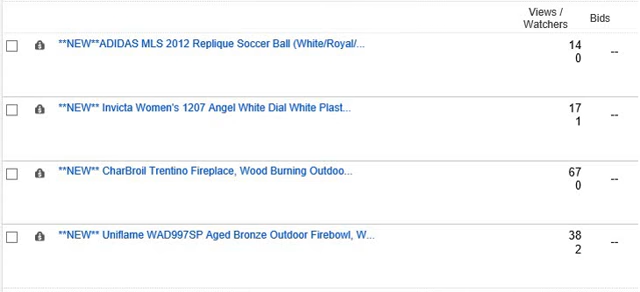 Views /
Watchers
Bids
**NEW**ADIDAS MLS 2012 Replique Soccer Ball (White/Royal/...
14
0
--
**NEW** Invicta Women's 1207 Angel White Dial White Plast...
17
1
--
**NEW** CharBroil Trentino Fireplace, Wood Burning Outdoo...
67
0
--
**NEW** Uniflame WAD997SP Aged Bronze Outdoor Firebowl, W...
38
2
--